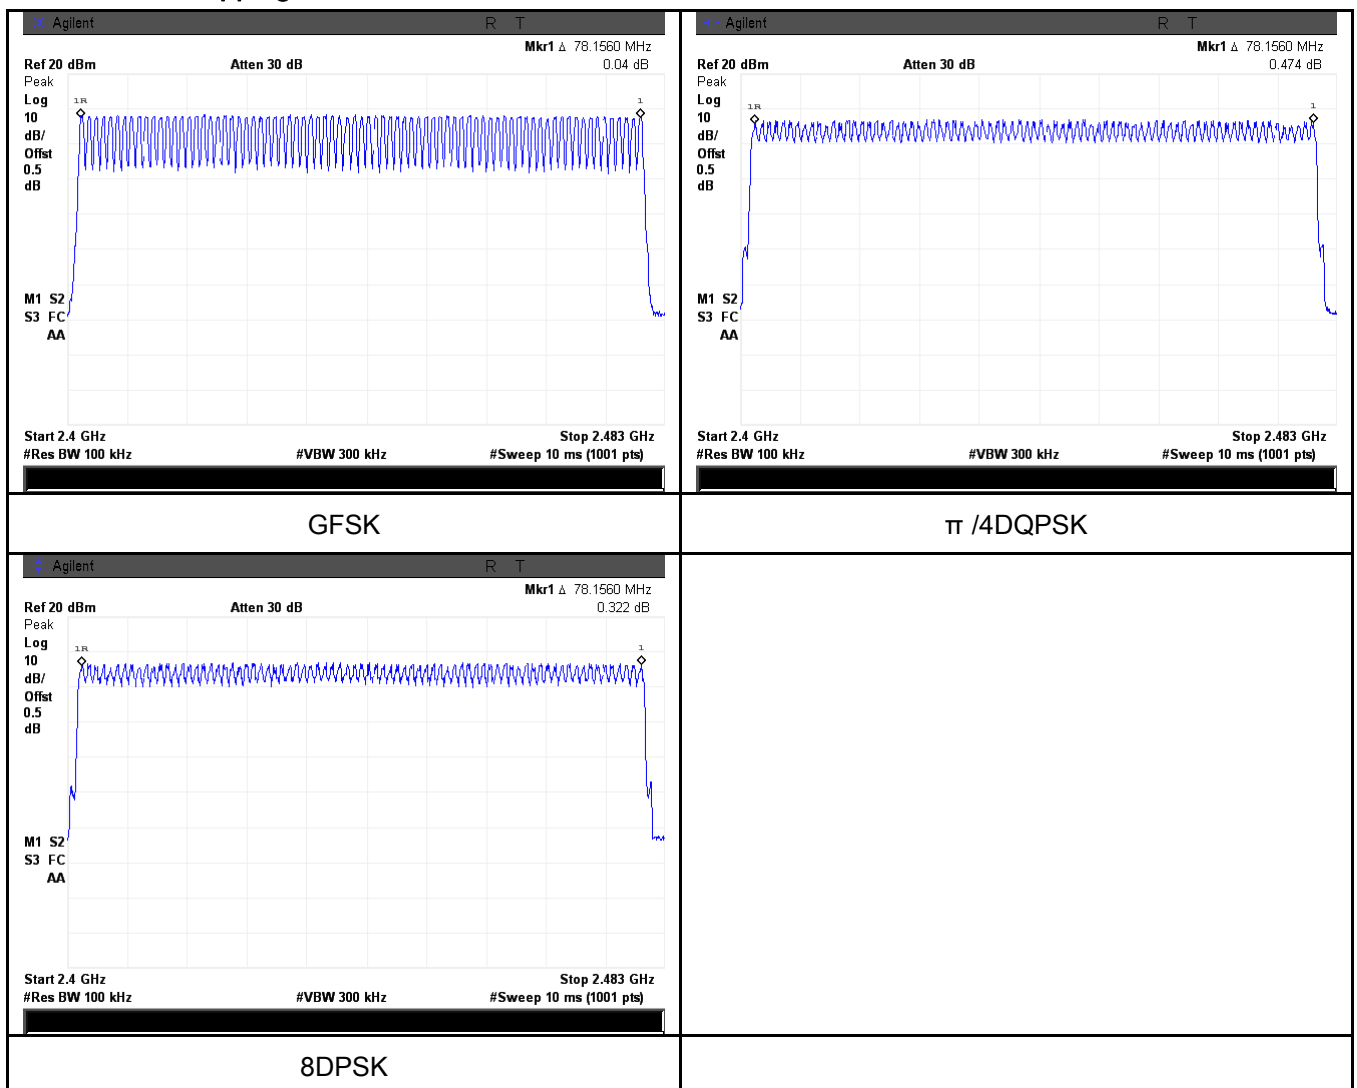 Agilent R T
Mkr1 Δ 78.1560 MHz
Ref 20 dBm Atten 30 dB 0.04 dB
Peak
Log
10
dB/
Offst
0.5
dB
1R
1
M1 S2
S3 FC
AA
Start 2.4 GHz Stop 2.483 GHz
#Res BW 100 kHz #VBW 300 kHz #Sweep 10 ms (1001 pts)
GFSK
Agilent R T
Mkr1 Δ 78.1560 MHz
Ref 20 dBm Atten 30 dB 0.474 dB
Peak
Log
10
dB/
Offst
0.5
dB
1R
1
M1 S2
S3 FC
AA
Start 2.4 GHz Stop 2.483 GHz
#Res BW 100 kHz #VBW 300 kHz #Sweep 10 ms (1001 pts)
π /4DQPSK
Agilent R T
Mkr1 Δ 78.1560 MHz
Ref 20 dBm Atten 30 dB 0.322 dB
Peak
Log
10
dB/
Offst
0.5
dB
1R
1
M1 S2
S3 FC
AA
Start 2.4 GHz Stop 2.483 GHz
#Res BW 100 kHz #VBW 300 kHz #Sweep 10 ms (1001 pts)
8DPSK